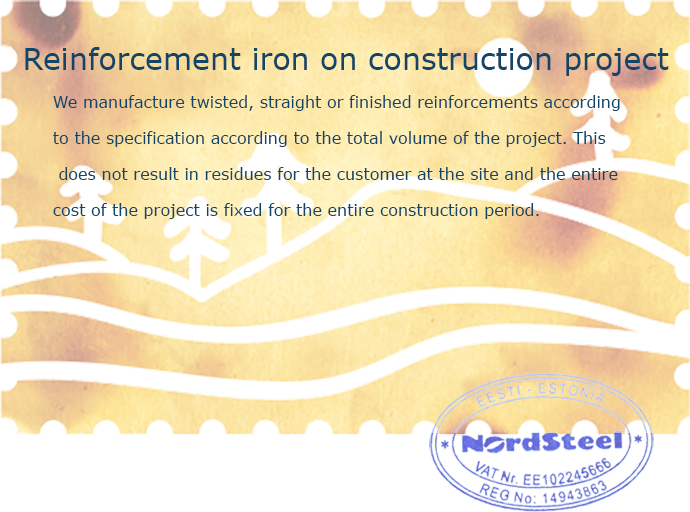 Reinforcement iron on construction project
We manufacture twisted, straight or finished reinforcements according
to the specification according to the total volume of the project. This
does not result in residues for the customer at the site and the entire
cost of the project is fixed for the entire construction period.
EESTI - ESTONIA
* NordSteel *
VAT Nr. EE102245666
REG No: 14943863